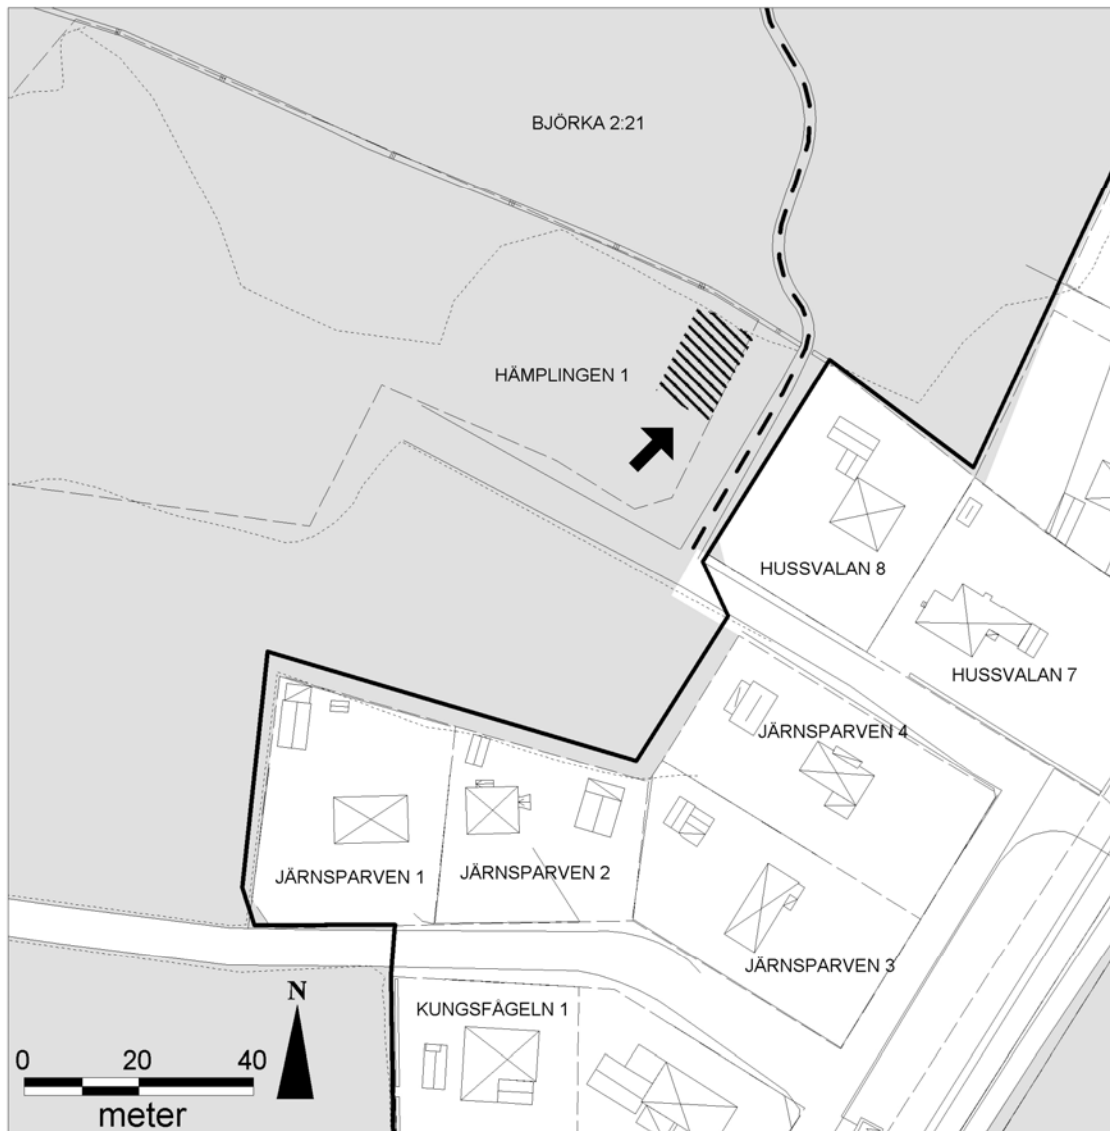 BJÖRKA 2:21
HÄMPLINGEN 1
HUSSVALAN 8
HUSSVALAN 7
JÄRNSPARVEN 4
JÄRNSPARVEN 1
JÄRNSPARVEN 2
JÄRNSPARVEN 3
KUNGSFÅGELN 1
N
0 20 40
meter